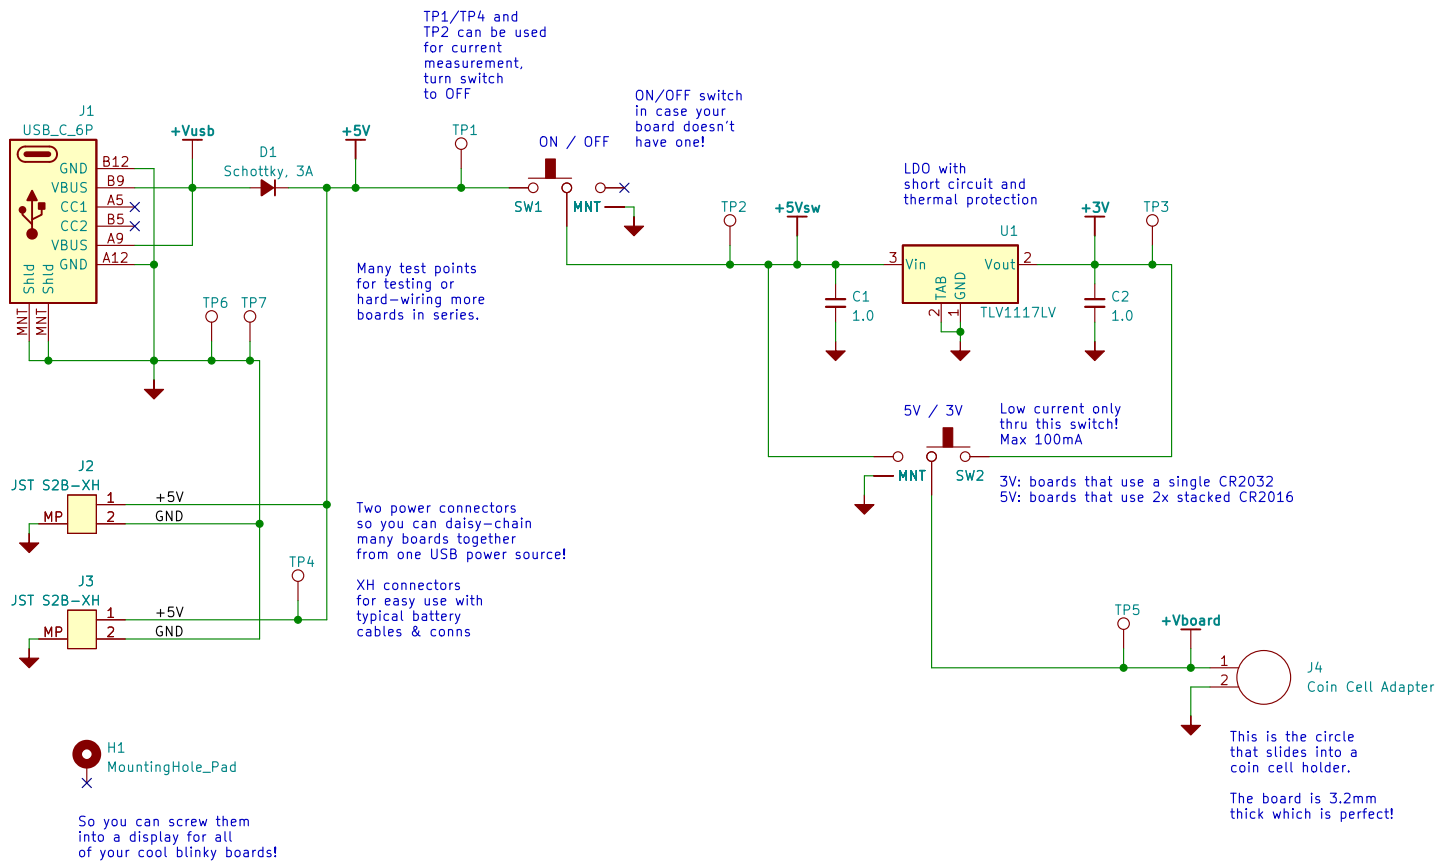 TP1/TP4 and
TP2 can be used
for current
measurement,
turn switch
to OFF
ON/OFF switch
in case your
board doesn't
have one!
J1
USB_C_6P
GND
VBUS
CC1
CC2
VBUS
GND
B12
B9
A5
B5
A9
A12
Shld
Shld
MNT
MNT
+Vusb
D1
Schottky, 3A
+5V
TP1
ON / OFF
SW1
MNT
TP2
+5Vsw
LDO with
short circuit and
thermal protection
U1
3
Vin
Vout
2
TAB
GND
2
1
TLV1117LV
+3V
TP3
C1
1.0
C2
1.0
TP6
TP7
Many test points
for testing or
hard-wiring more
boards in series.
5V / 3V
MNT
SW2
Low current only
thru this switch!
Max 100mA
3V: boards that use a single CR2032
5V: boards that use 2x stacked CR2016
J2
JST S2B-XH
MP
1
2
+5V
GND
Two power connectors
so you can daisy-chain
many boards together
from one USB power source!
XH connectors
for easy use with
typical battery
cables & conns
TP4
J3
JST S2B-XH
MP
1
2
+5V
GND
TP5
+Vboard
1
2
J4
Coin Cell Adapter
This is the circle
that slides into a
coin cell holder.
The board is 3.2mm
thick which is perfect!
H1
MountingHole_Pad
So you can screw them
into a display for all
of your cool blinky boards!